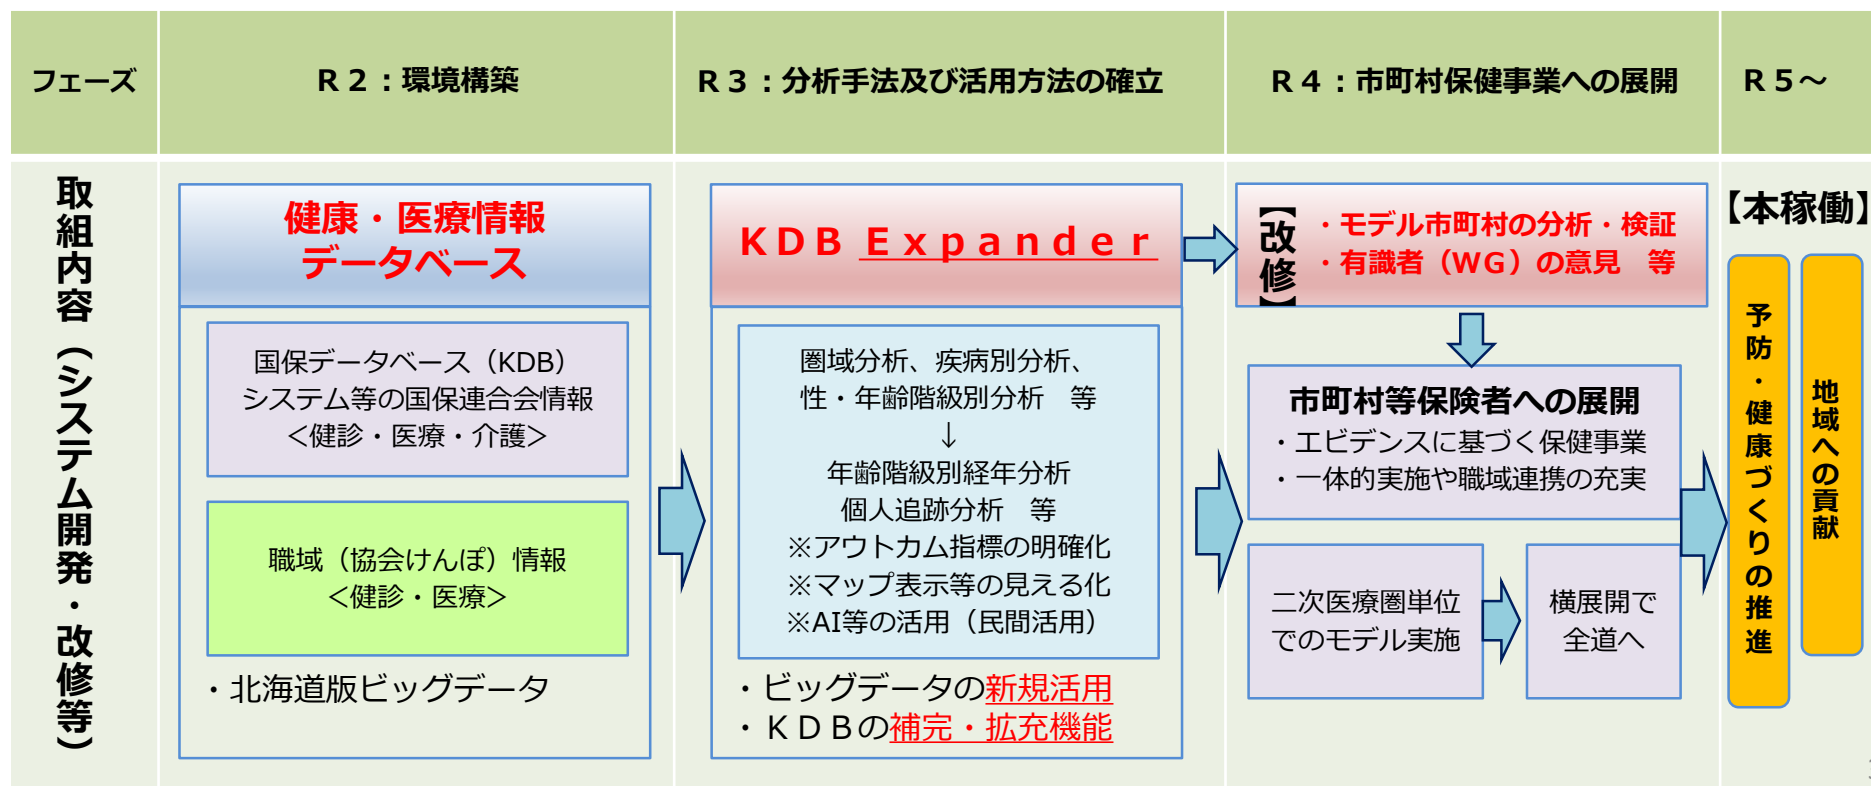 フェーズ
R2：環境構築
R3：分析手法及び活用方法の確立
R4：市町村保健事業への展開
R5～
取組内容（システム開発・改修等）
健康・医療情報
データベース
国保データベース（KDB）
システム等の国保連合会情報
<健診・医療・介護>
職域（協会けんぽ）情報
<健診・医療>
・北海道版ビッグデータ
KDB Expander
圏域分析、疾病別分析、
性・年齢階級別分析　等
↓
年齢階級別経年分析
個人追跡分析　等
※アウトカム指標の明確化
※マップ表示等の見える化
※AI等の活用（民間活用）
・ビッグデータの新規活用
・KDBの補完・拡充機能
【改修】
・モデル市町村の分析・検証
・有識者（WG）の意見　等
市町村等保険者への展開
・エビデンスに基づく保健事業
・一体的実施や職域連携の充実
二次医療圏単位
でのモデル実施
横展開で
全道へ
【本稼働】
予防・健康づくりの推進
地域への貢献